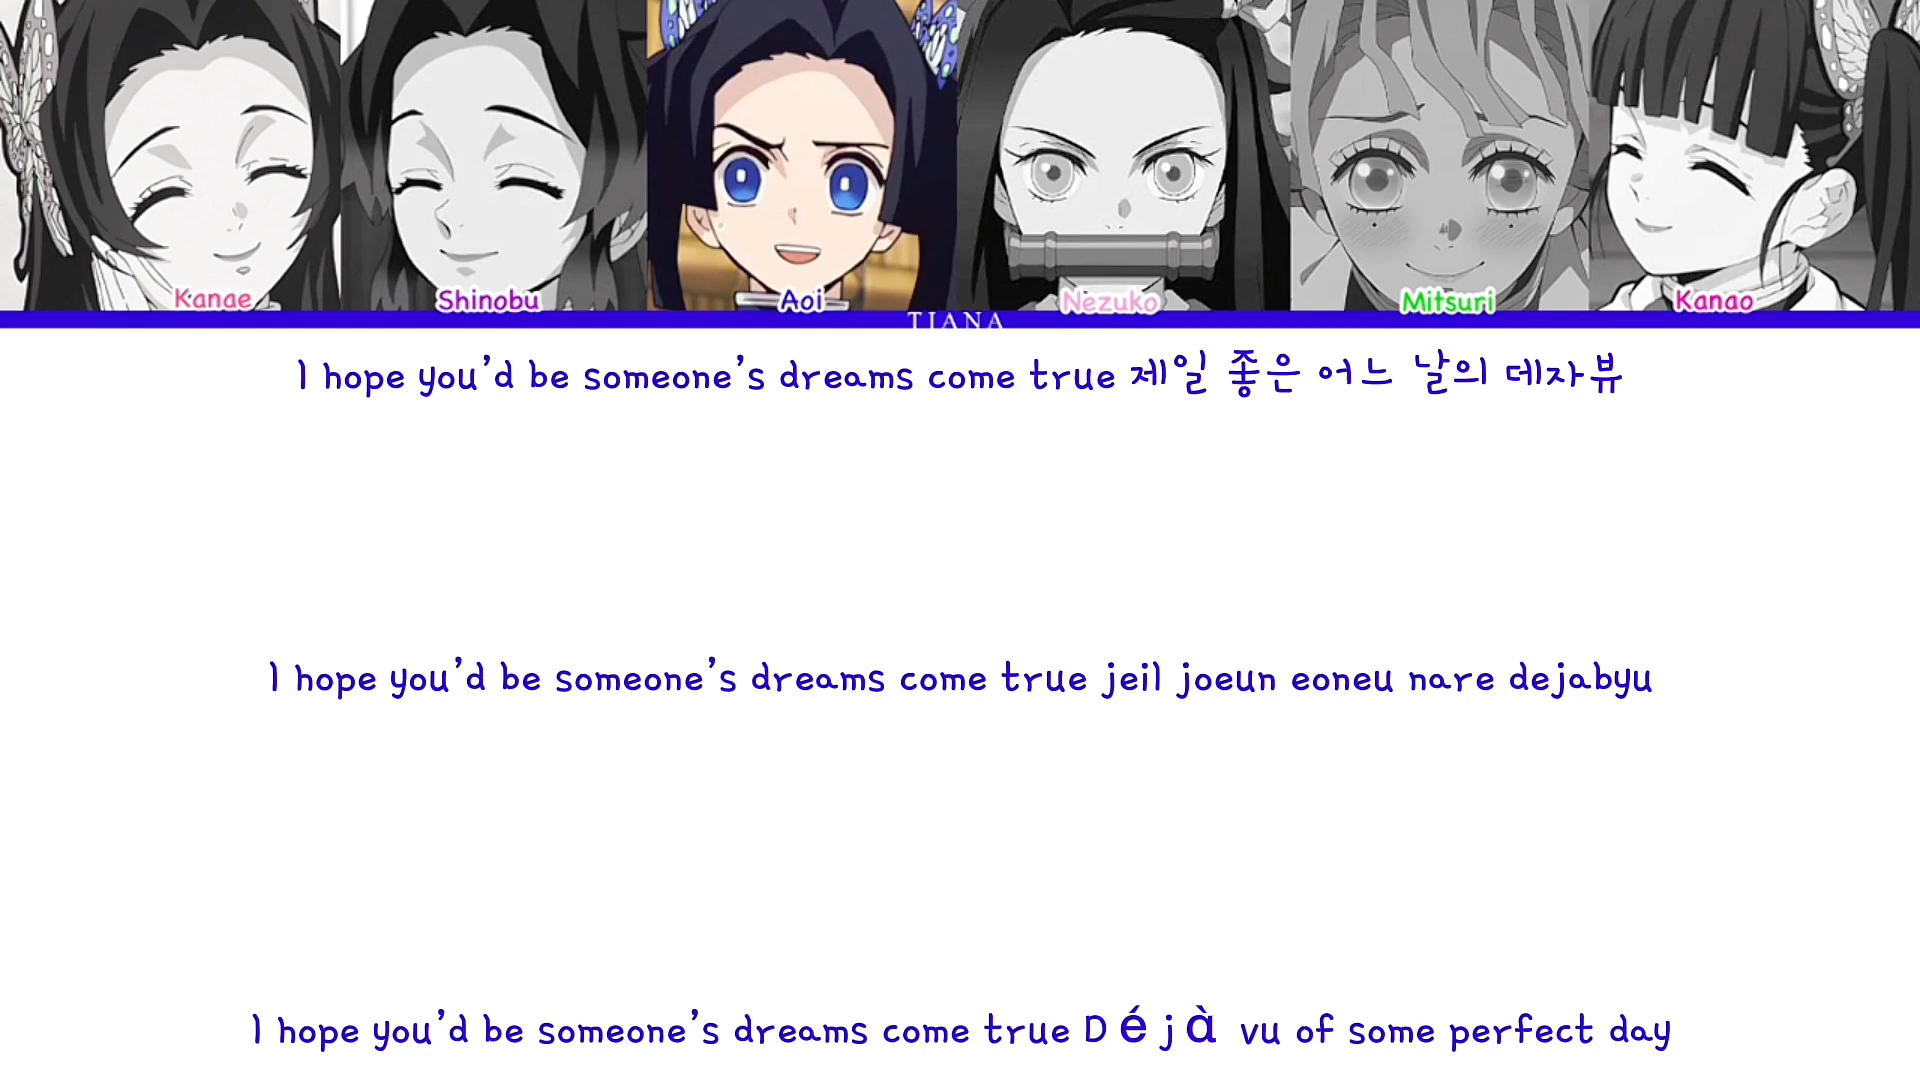 Kanae Shinobu Aoi Nezuko Mitsuri Kanao
TIANA
I hope you'd be someone's dreams come true 제일 좋은 어느 날의 데자뷰
I hope you'd be someone's dreams come true jeil joeun eoneu nare dejabyu
I hope you'd be someone's dreams come true Déjà vu of some perfect day